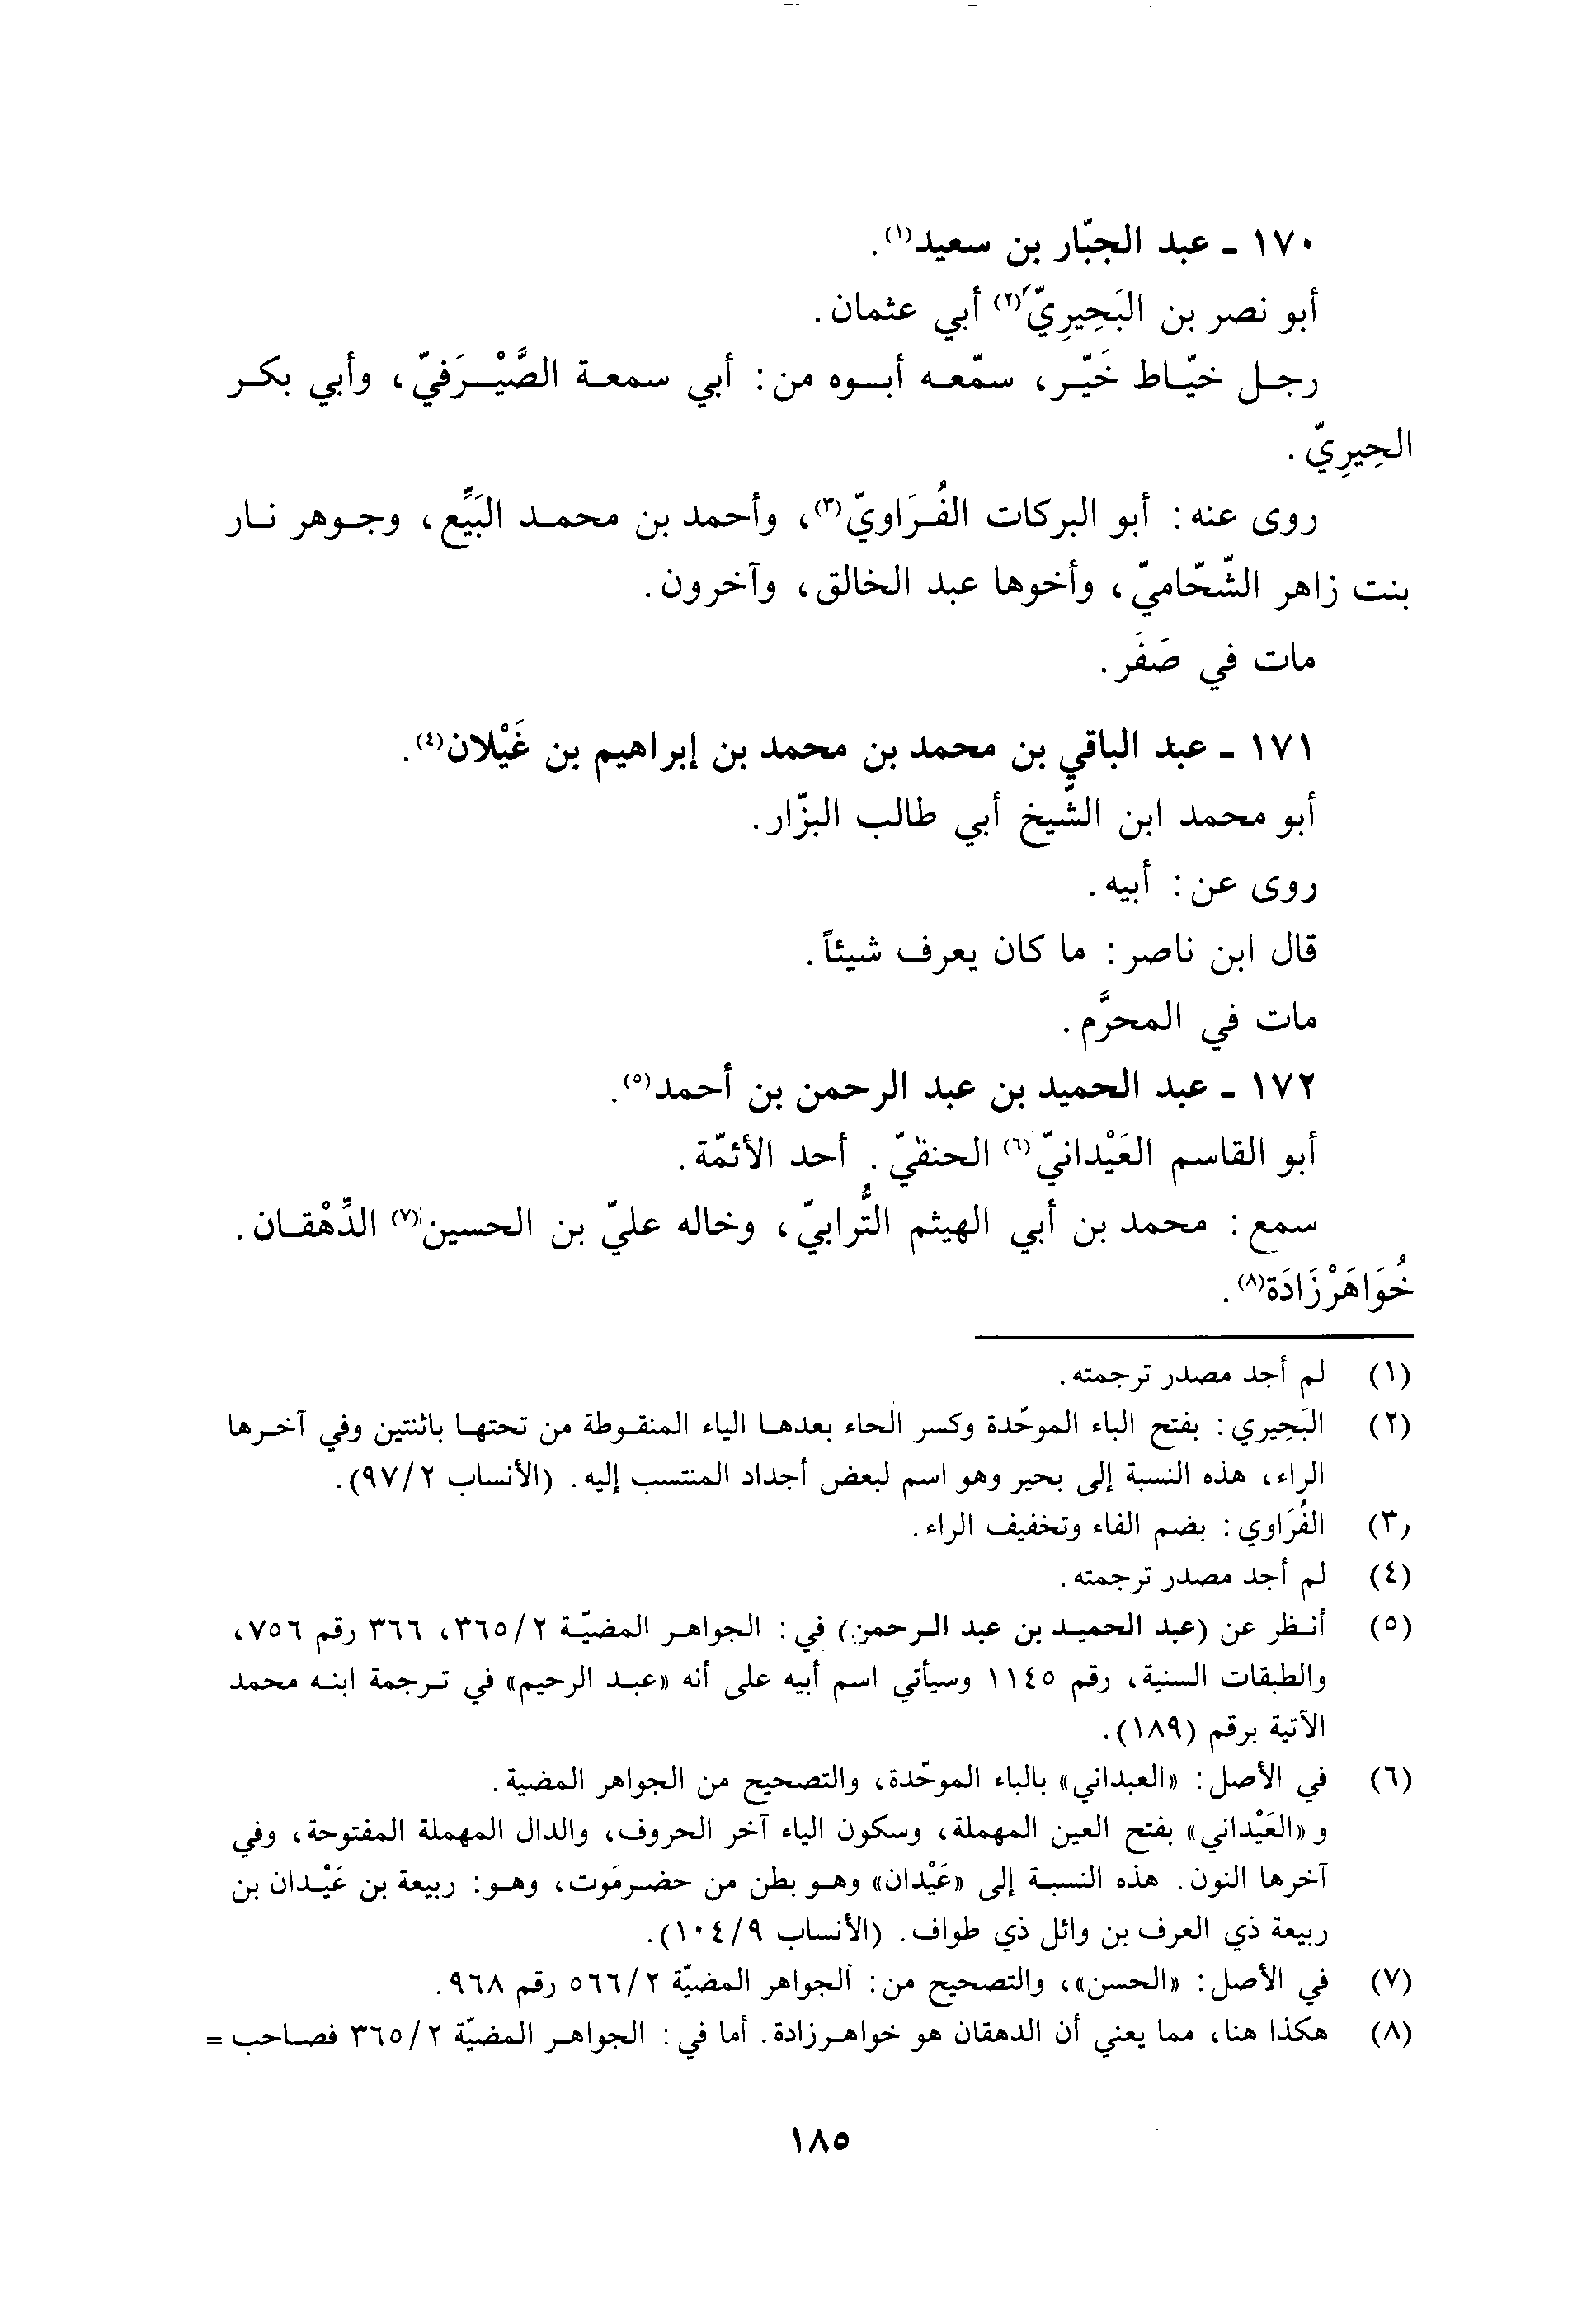 ١٧٠ - عبد الجبّار بن سعيد(١).
أبو نصر بن البَحِيرِيّ(٢) أبي عثمان.
رجل خيّاط خَيّر، سمّعه أبوه من: أبي سمعة الصَّيْرَفيّ، وأبي بكر
الحِيرِيّ.
روى عنه: أبو البركات الفُرَاويّ(٣)، وأحمد بن محمد البَيِّع، وجوهر نار
بنت زاهر الشّحّاميّ، وأخوها عبد الخالق، وآخرون.
مات في صَفَر.
١٧١ - عبد الباقي بن محمد بن محمد بن إبراهيم بن غَيْلان(٤).
أبو محمد ابن الشّيخ أبي طالب البزّار.
روى عن: أبيه.
قال ابن ناصر: ما كان يعرف شيئاً.
مات في المحرَّم.
١٧٢ - عبد الحميد بن عبد الرحمن بن أحمد(٥).
أبو القاسم العَيْدانيّ(٦) الحنفيّ. أحد الأئمّة.
سمع: محمد بن أبي الهيثم التُّرابيّ، وخاله عليّ بن الحسين(٧) الدِّهْقان.
خُوَاهَرْزَادَة(٨).
(١) لم أجد مصدر ترجمته.
(٢) البَحِيري: بفتح الباء الموحّدة وكسر الحاء بعدها الياء المنقوطة من تحتها باثنتين وفي آخرها
الراء، هذه النسبة إلى بحير وهو اسم لبعض أجداد المنتسب إليه. (الأنساب ٩٧/٢).
(٣) الفُرَاوي: بضم الفاء وتخفيف الراء.
(٤) لم أجد مصدر ترجمته.
(٥) أنظر عن (عبد الحميد بن عبد الرحمن) في: الجواهر المضيّة ٣٦٥/٢، ٣٦٦ رقم ٧٥٦،
والطبقات السنية، رقم ١١٤٥ وسيأتي اسم أبيه على أنه «عبد الرحيم» في ترجمة ابنه محمد
الآتية برقم (١٨٩).
(٦) في الأصل: «العبداني» بالباء الموحّدة، والتصحيح من الجواهر المضية.
و«العَيْداني» بفتح العين المهملة، وسكون الياء آخر الحروف، والدال المهملة المفتوحة، وفي
آخرها النون. هذه النسبة إلى «عَيْدان» وهو بطن من حضرمَوت، وهو: ربيعة بن عَيْدان بن
ربيعة ذي العرف بن وائل ذي طواف. (الأنساب ١٠٤/٩).
(٧) في الأصل: «الحسن»، والتصحيح من: الجواهر المضيّة ٥٦٦/٢ رقم ٩٦٨.
(٨) هكذا هنا، مما يعني أن الدهقان هو خواهرزادة. أما في: الجواهر المضيّة ٣٦٥/٢ فصاحب =
١٨٥